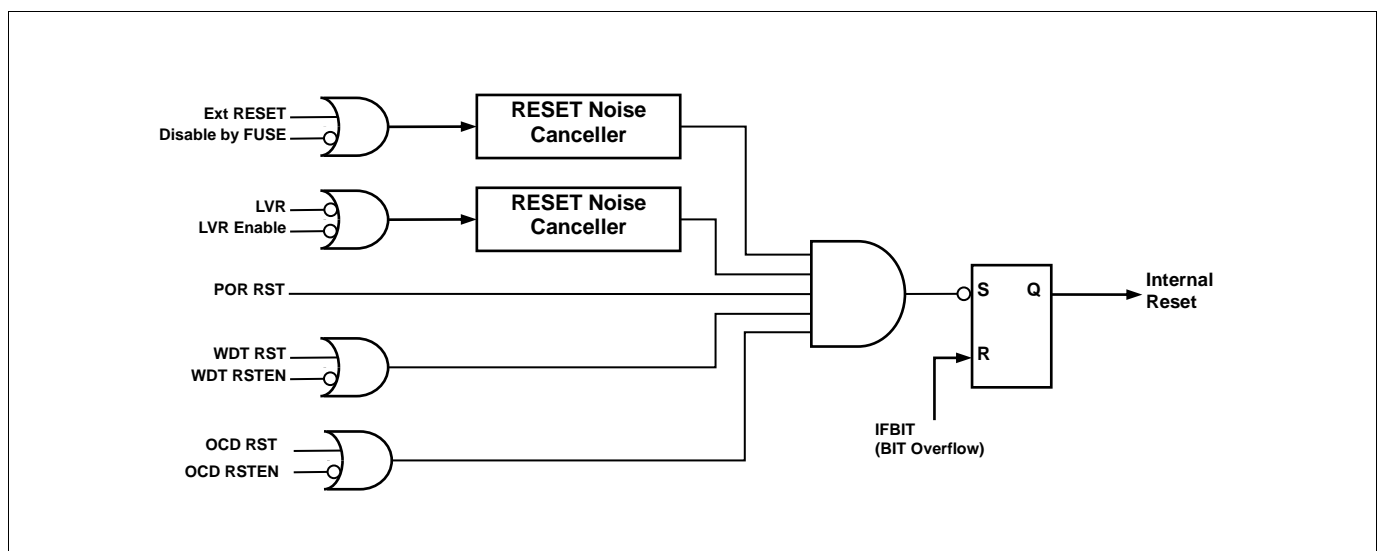 Ext RESET
Disable by FUSE
RESET Noise
Canceller
LVR
LVR Enable
RESET Noise
Canceller
POR RST
WDT RST
WDT RSTEN
OCD RST
OCD RSTEN
S Q
R
Internal
Reset
IFBIT
(BIT Overflow)